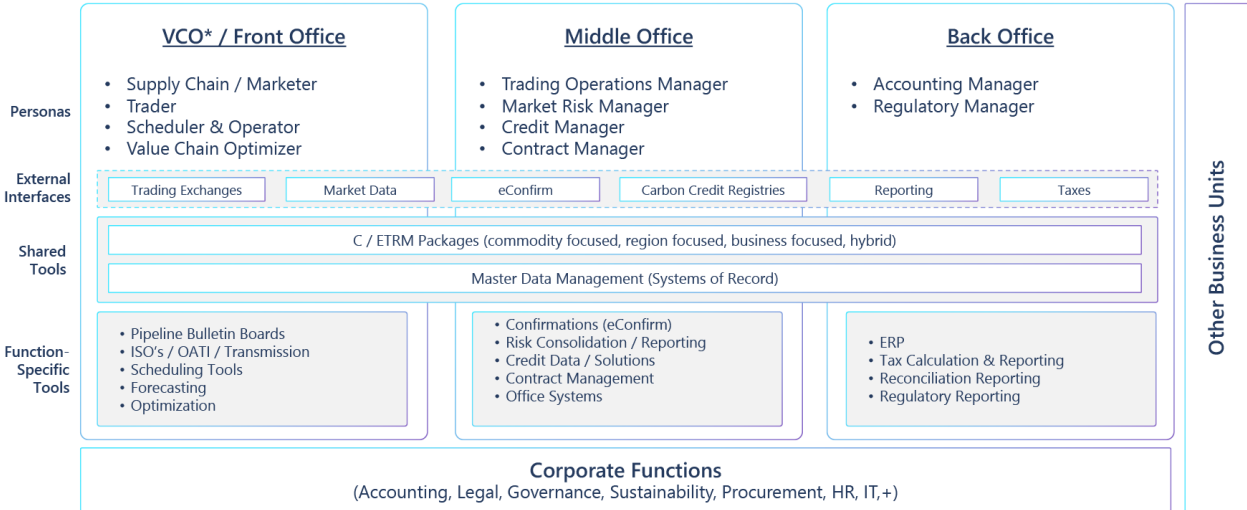 VCO* / Front Office
Middle Office
Back Office
Personas
• Supply Chain / Marketer
• Trader
• Scheduler & Operator
• Value Chain Optimizer
• Trading Operations Manager
• Market Risk Manager
• Credit Manager
• Contract Manager
• Accounting Manager
• Regulatory Manager
External
Interfaces
Trading Exchanges
Market Data
eConfirm
Carbon Credit Registries
Reporting
Taxes
Shared
Tools
C / ETRM Packages (commodity focused, region focused, business focused, hybrid)
Master Data Management (Systems of Record)
Function-
Specific
Tools
• Pipeline Bulletin Boards
• ISO's / OATI / Transmission
• Scheduling Tools
• Forecasting
• Optimization
• Confirmations (eConfirm)
• Risk Consolidation / Reporting
• Credit Data / Solutions
• Contract Management
• Office Systems
• ERP
• Tax Calculation & Reporting
• Reconciliation Reporting
• Regulatory Reporting
Other Business Units
Corporate Functions
(Accounting, Legal, Governance, Sustainability, Procurement, HR, IT,+)